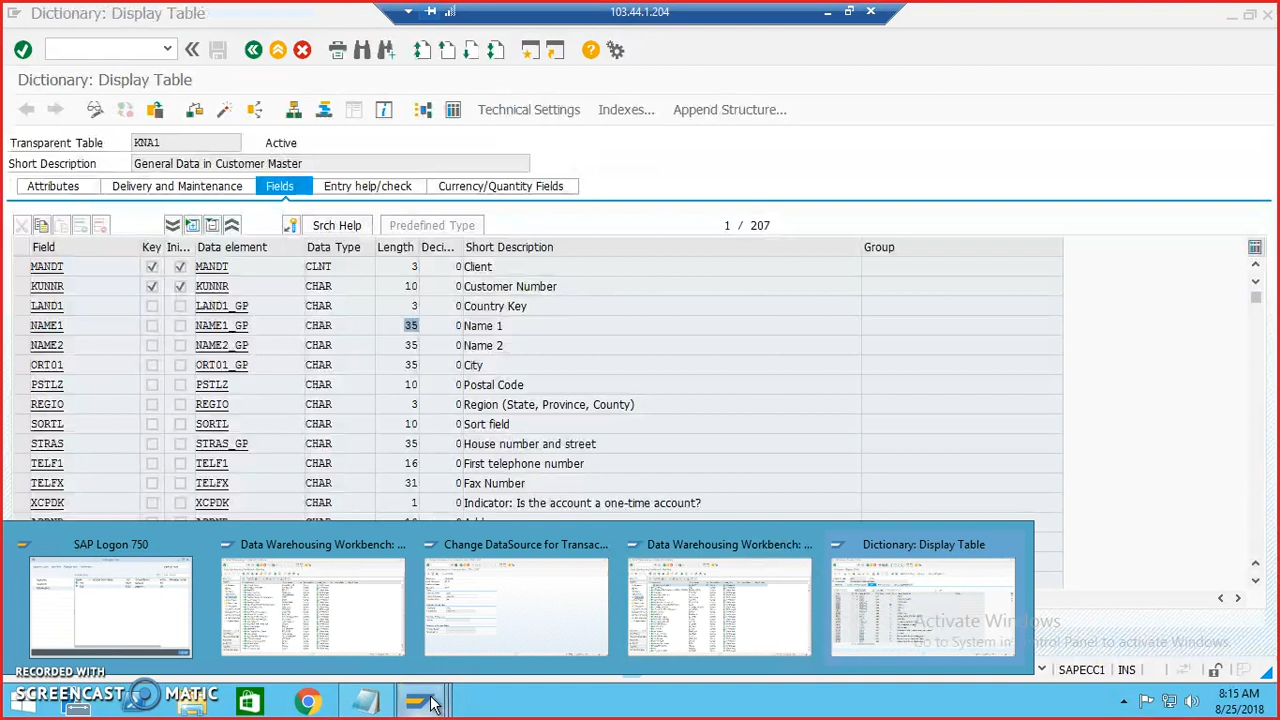 Dictionary: Display Table
103.44.1.204
Dictionary: Display Table
Technical Settings Indexes... Append Structure...
Transparent Table KNA1 Active
Short Description General Data in Customer Master
Attributes Delivery and Maintenance Fields Entry help/check Currency/Quantity Fields
Srch Help Predefined Type 1 / 207
Field Key Ini... Data element Data Type Length Deci... Short Description Group
MANDT MANDT CLNT 3 0 Client
KUNNR KUNNR CHAR 10 0 Customer Number
LAND1 LAND1_GP CHAR 3 0 Country Key
NAME1 NAME1_GP CHAR 35 0 Name 1
NAME2 NAME2_GP CHAR 35 0 Name 2
ORT01 ORT01_GP CHAR 35 0 City
PSTLZ PSTLZ CHAR 10 0 Postal Code
REGIO REGIO CHAR 3 0 Region (State, Province, County)
SORTL SORTL CHAR 10 0 Sort field
STRAS STRAS_GP CHAR 35 0 House number and street
TELF1 TELF1 CHAR 16 0 First telephone number
TELFX TELFX CHAR 31 0 Fax Number
XCPDK XCPDK CHAR 1 0 Indicator: Is the account a one-time account?
SAP Logon 750 Data Warehousing Workbench: ... Change DataSource for Transac... Data Warehousing Workbench: ... Dictionary: Display Table
Activate Windows
Go to System in Control Panel to activate Windows.
RECORDED WITH
SCREENCAST MATIC
SAPECC1 INS
8:15 AM
8/25/2018